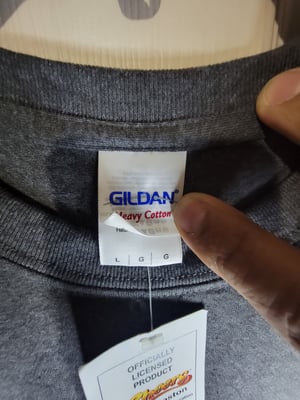 GILDAN
Heavy Cotton
L G G
OFFICIALLY
LICENSED
PRODUCT